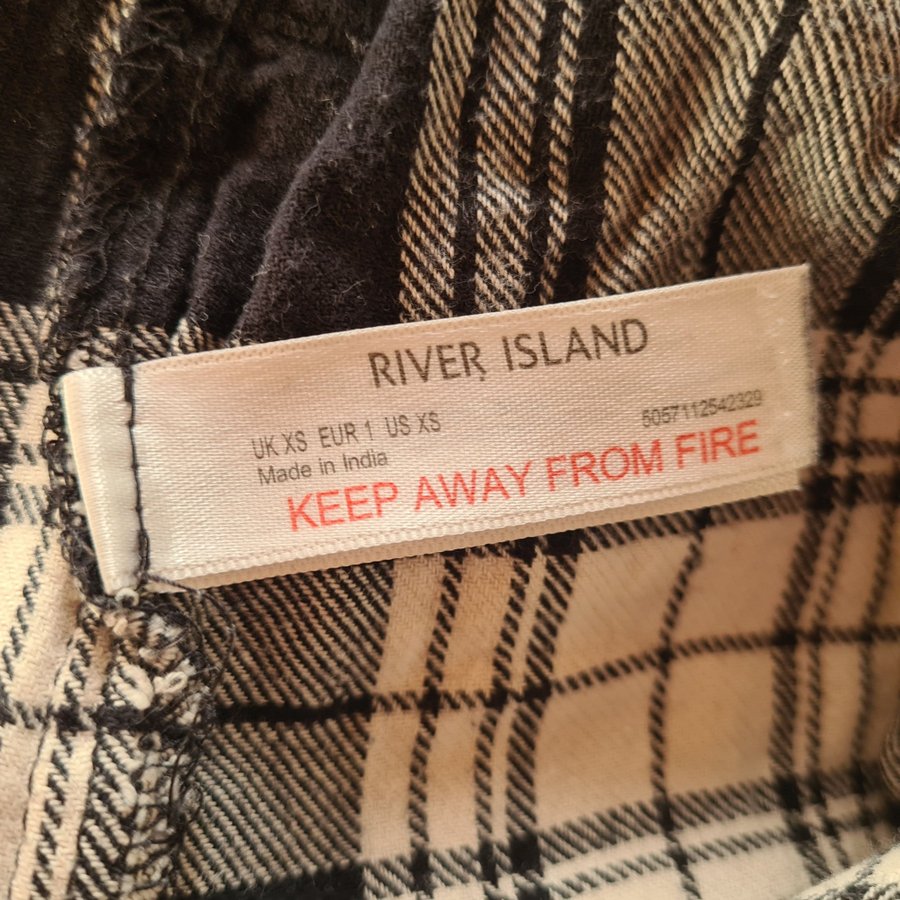 RIVER ISLAND
UK XS EUR 1 US XS 5057112542329
Made in India
KEEP AWAY FROM FIRE